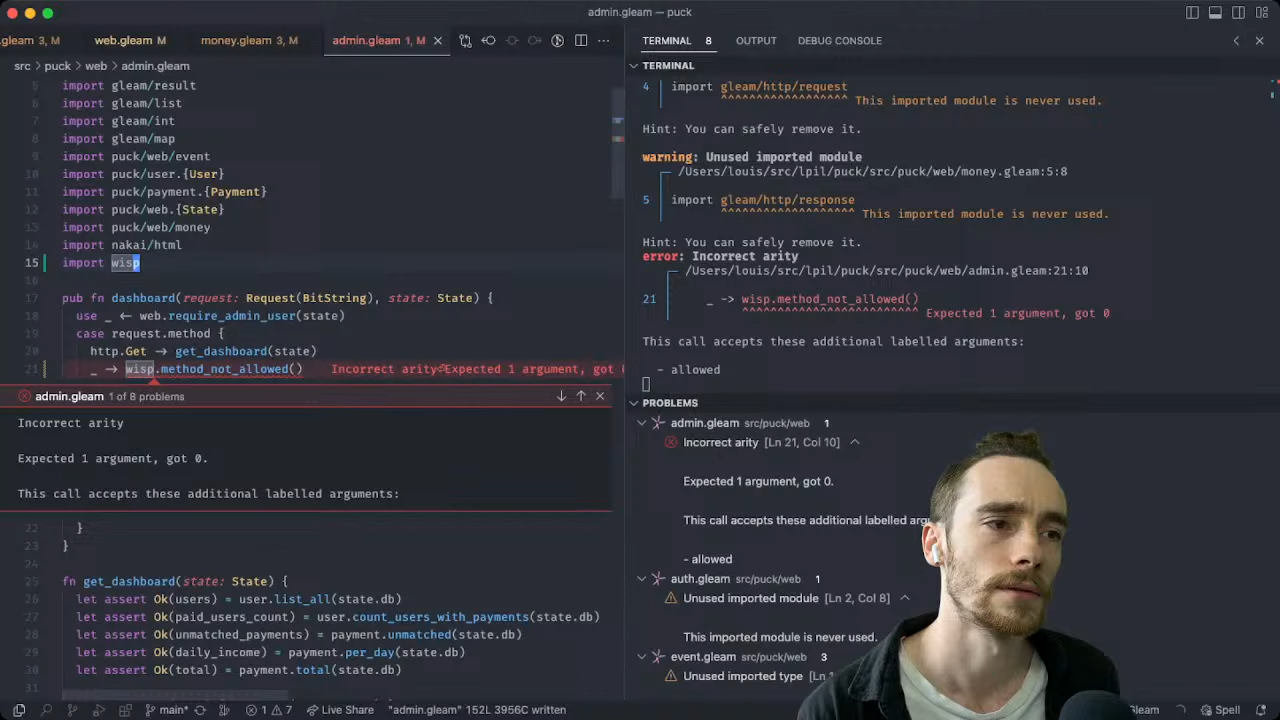 admin.gleam — puck
.gleam 3, M
web.gleam M
money.gleam 3, M
admin.gleam 1, M
src › puck › web › admin.gleam
5 import gleam/result
6 import gleam/list
7 import gleam/int
8 import gleam/map
9 import puck/web/event
10 import puck/user.{User}
11 import puck/payment.{Payment}
12 import puck/web.{State}
13 import puck/web/money
14 import nakai/html
15 import wisp
16
17 pub fn dashboard(request: Request(BitString), state: State) {
18 use _ <- web.require_admin_user(state)
19 case request.method {
20 http.Get -> get_dashboard(state)
21 _ -> wisp.method_not_allowed() Incorrect arity Expected 1 argument, got 0
admin.gleam 1 of 8 problems
Incorrect arity
Expected 1 argument, got 0.
This call accepts these additional labelled arguments:
22 }
23 }
24
25 fn get_dashboard(state: State) {
26 let assert Ok(users) = user.list_all(state.db)
27 let assert Ok(paid_users_count) = user.count_users_with_payments(state.db)
28 let assert Ok(unmatched_payments) = payment.unmatched(state.db)
29 let assert Ok(daily_income) = payment.per_day(state.db)
30 let assert Ok(total) = payment.total(state.db)
31
TERMINAL 8 OUTPUT DEBUG CONSOLE
TERMINAL
4 import gleam/http/request
^^^^^^^^^^^^^^^^^^ This imported module is never used.
Hint: You can safely remove it.
warning: Unused imported module
/Users/louis/src/lpil/puck/src/puck/web/money.gleam:5:8
5 import gleam/http/response
^^^^^^^^^^^^^^^^^^^ This imported module is never used.
Hint: You can safely remove it.
error: Incorrect arity
/Users/louis/src/lpil/puck/src/puck/web/admin.gleam:21:10
21 _ -> wisp.method_not_allowed()
^^^^^^^^^^^^^^^^^^^^^^^^^ Expected 1 argument, got 0
This call accepts these additional labelled arguments:
- allowed
PROBLEMS
admin.gleam src/puck/web 1
Incorrect arity [Ln 21, Col 10]
Expected 1 argument, got 0.
This call accepts these additional labelled
- allowed
auth.gleam src/puck/web 1
Unused imported module [Ln 2, Col 8]
This imported module is never used.
event.gleam src/puck/web 3
Unused imported type [Ln
main* 1 7 Live Share "admin.gleam" 152L 3956C written Gleam Spell